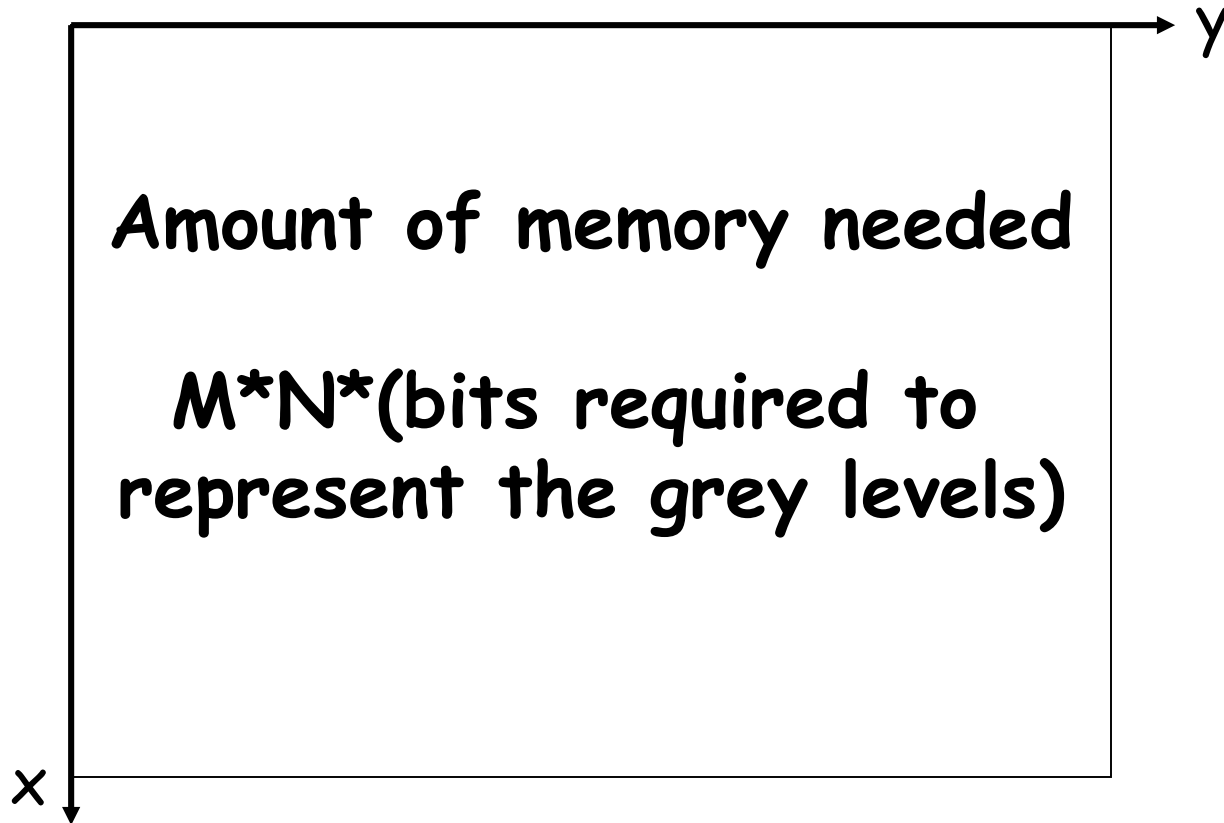 y
Amount of memory needed
M*N*(bits required to
represent the grey levels)
x